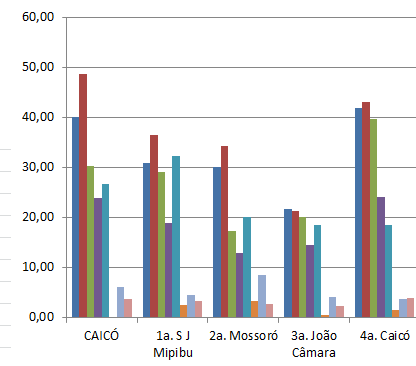 60,00
50,00
40,00
30,00
20,00
10,00
0,00
CAICÓ
1a. S J
Mipibu
2a. Mossoró
3a. João
Câmara
4a. Caicó